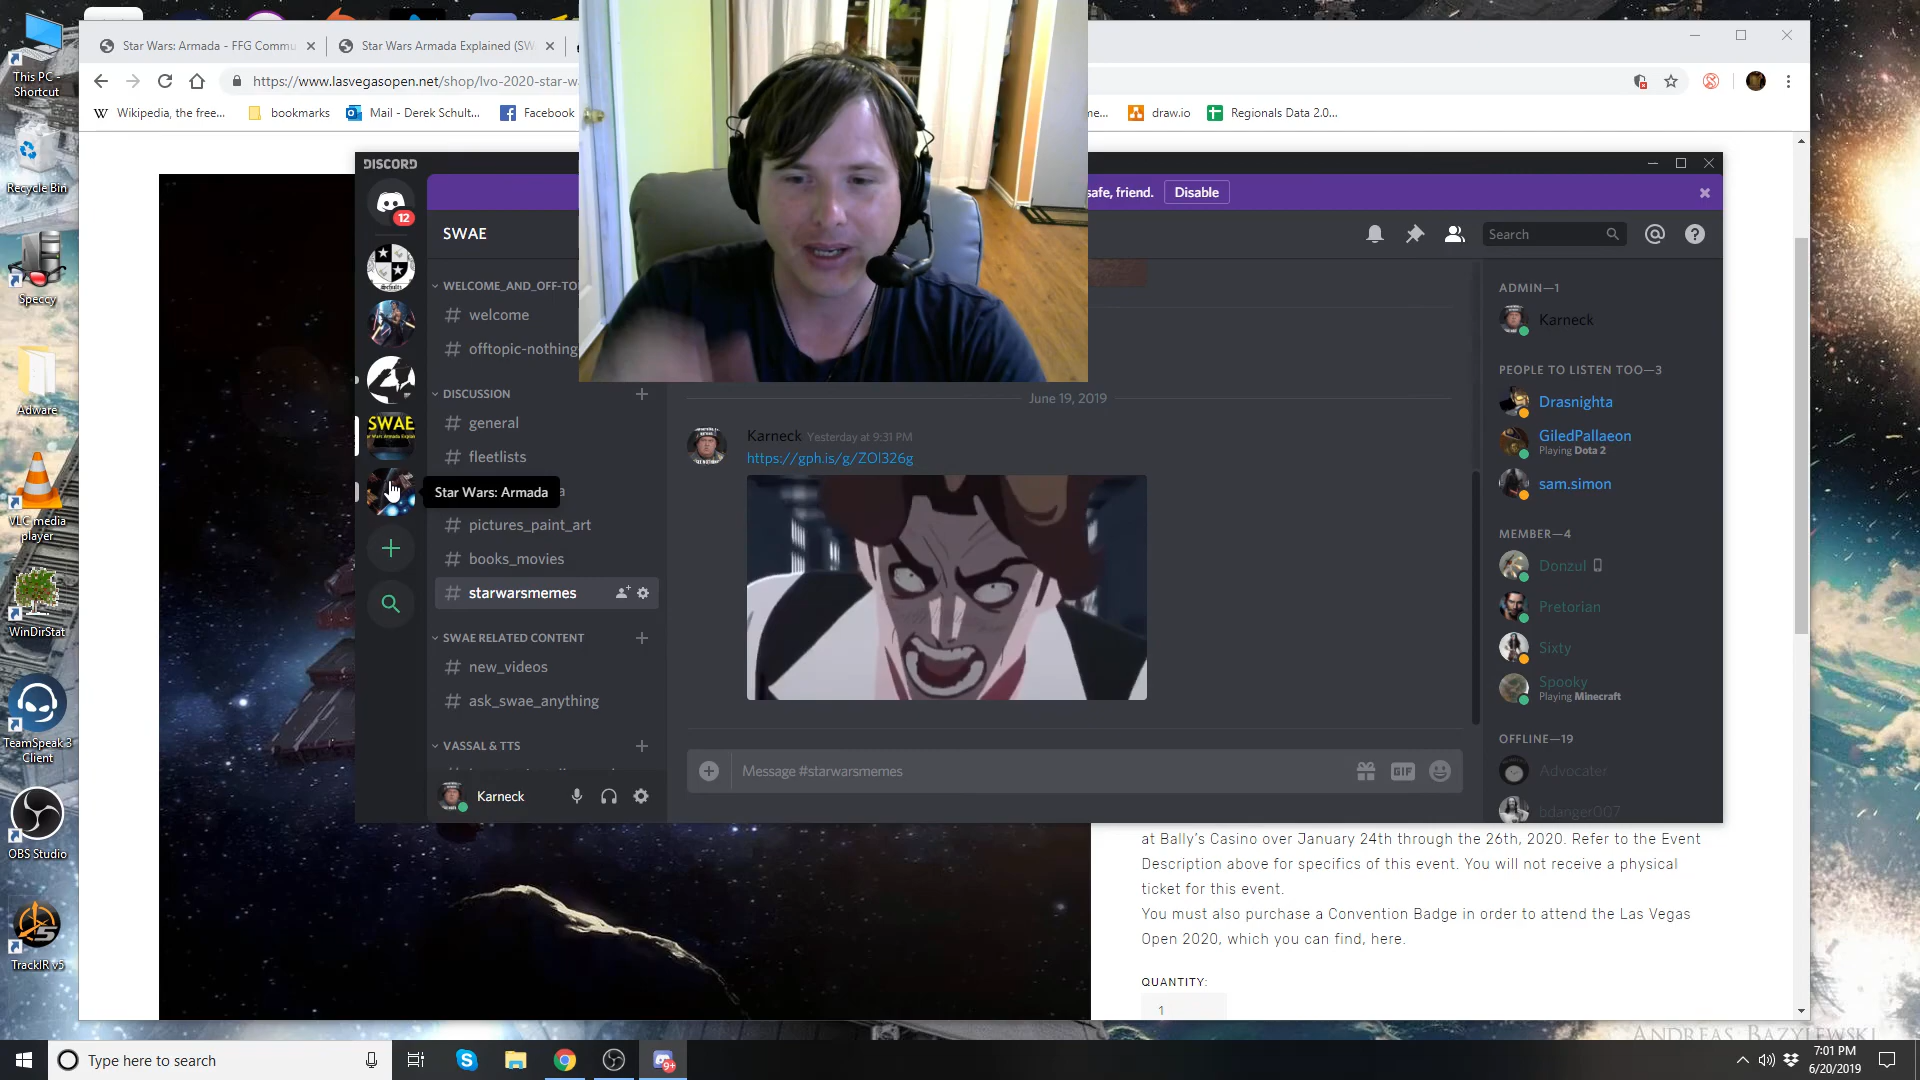 This PC -
Shortcut
Recycle Bin
Speccy
Adware
VLC media
player
WinDirStat
TeamSpeak 3
Client
OBS Studio
TrackIR v5
Star Wars: Armada - FFG Commu
Star Wars Armada Explained (SW
https://www.lasvegasopen.net/shop/lvo-2020-star-w
Wikipedia, the free...
bookmarks
Mail - Derek Schult...
Facebook
draw.io
Regionals Data 2.0...
DISCORD
safe, friend.
Disable
12
SWAE
Search
WELCOME_AND_OFF-TO
# welcome
# offtopic-nothing
DISCUSSION
# general
# fleetlists
SWAE
Star Wars: Armada
# pictures_paint_art
# books_movies
# starwarsmemes
SWAE RELATED CONTENT
# new_videos
# ask_swae_anything
VASSAL & TTS
Karneck
June 19, 2019
Karneck Yesterday at 9:31 PM
https://gph.is/g/ZOl326g
Message #starwarsmemes
GIF
ADMIN—1
Karneck
PEOPLE TO LISTEN TOO—3
Drasnighta
GiledPallaeon
Playing Dota 2
sam.simon
MEMBER—4
Donzul
Pretorian
Sixty
Spooky
Playing Minecraft
OFFLINE—19
Advocater
bdanger007
at Bally's Casino over January 24th through the 26th, 2020. Refer to the Event
Description above for specifics of this event. You will not receive a physical
ticket for this event.
You must also purchase a Convention Badge in order to attend the Las Vegas
Open 2020, which you can find, here.
QUANTITY:
1
ANDREAS BAZYLEWSKI
Type here to search
9+
7:01 PM
6/20/2019